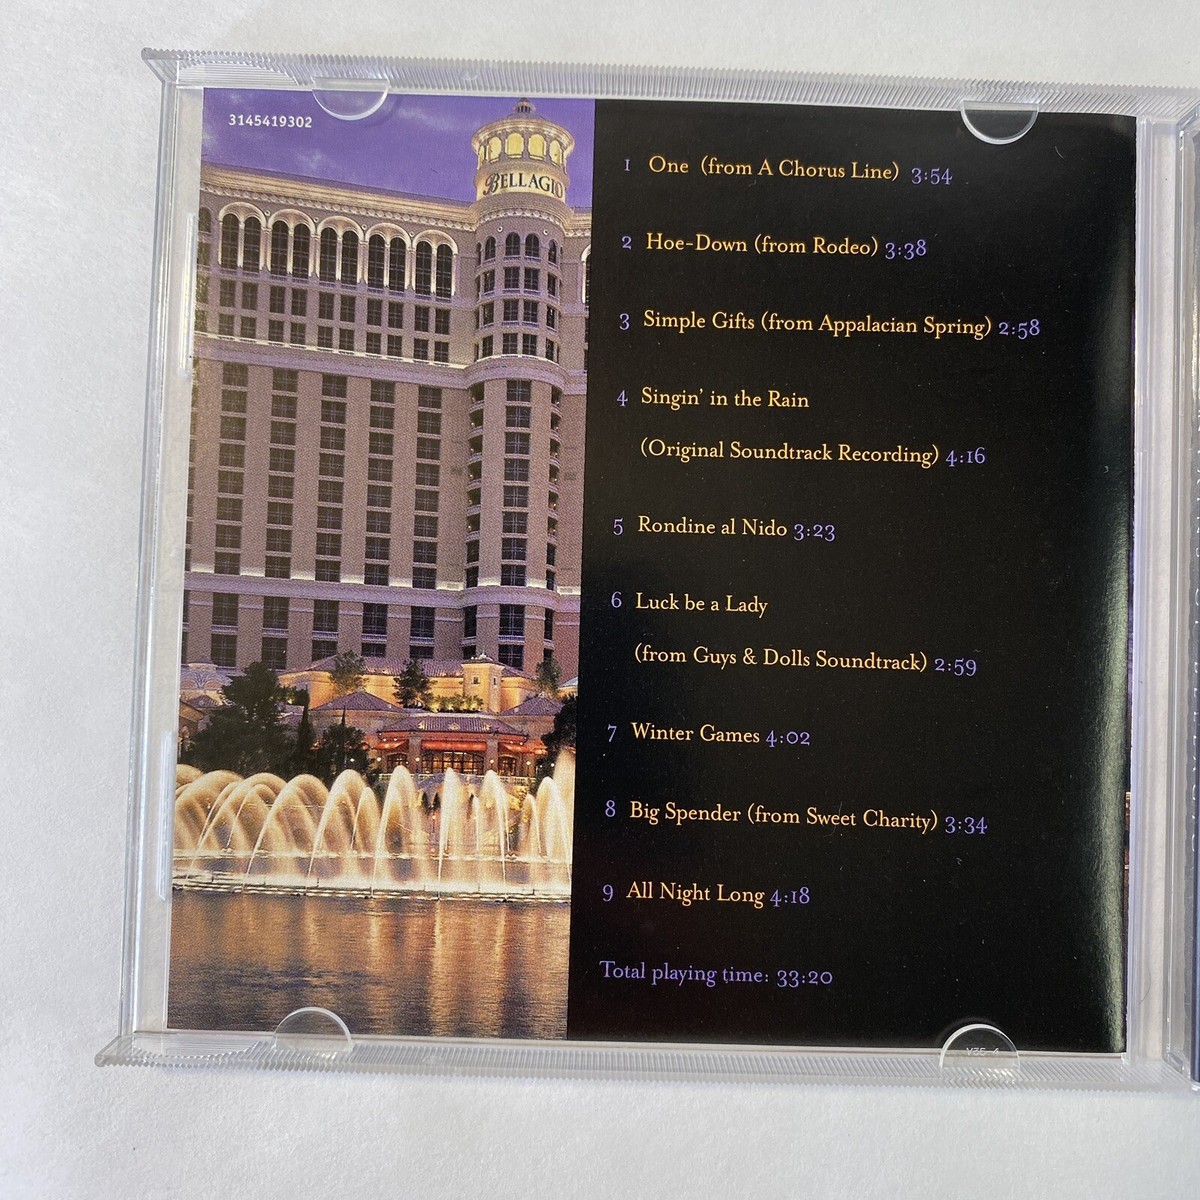 3145419302
BELLAGIO
1 One (from A Chorus Line) 3:54
2 Hoe-Down (from Rodeo) 3:38
3 Simple Gifts (from Appalacian Spring) 2:58
4 Singin' in the Rain
(Original Soundtrack Recording) 4:16
5 Rondine al Nido 3:23
6 Luck be a Lady
(from Guys & Dolls Soundtrack) 2:59
7 Winter Games 4:02
8 Big Spender (from Sweet Charity) 3:34
9 All Night Long 4:18
Total playing time: 33:20